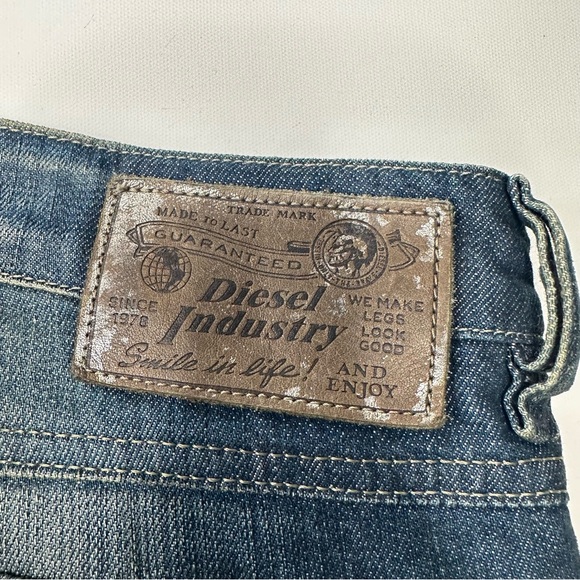 TRADE MARK
MADE to LAST
GUARANTEED
SINCE
1978
Diesel
Industry
WE MAKE
LEGS
LOOK
GOOD
Smile in life!
AND
ENJOY